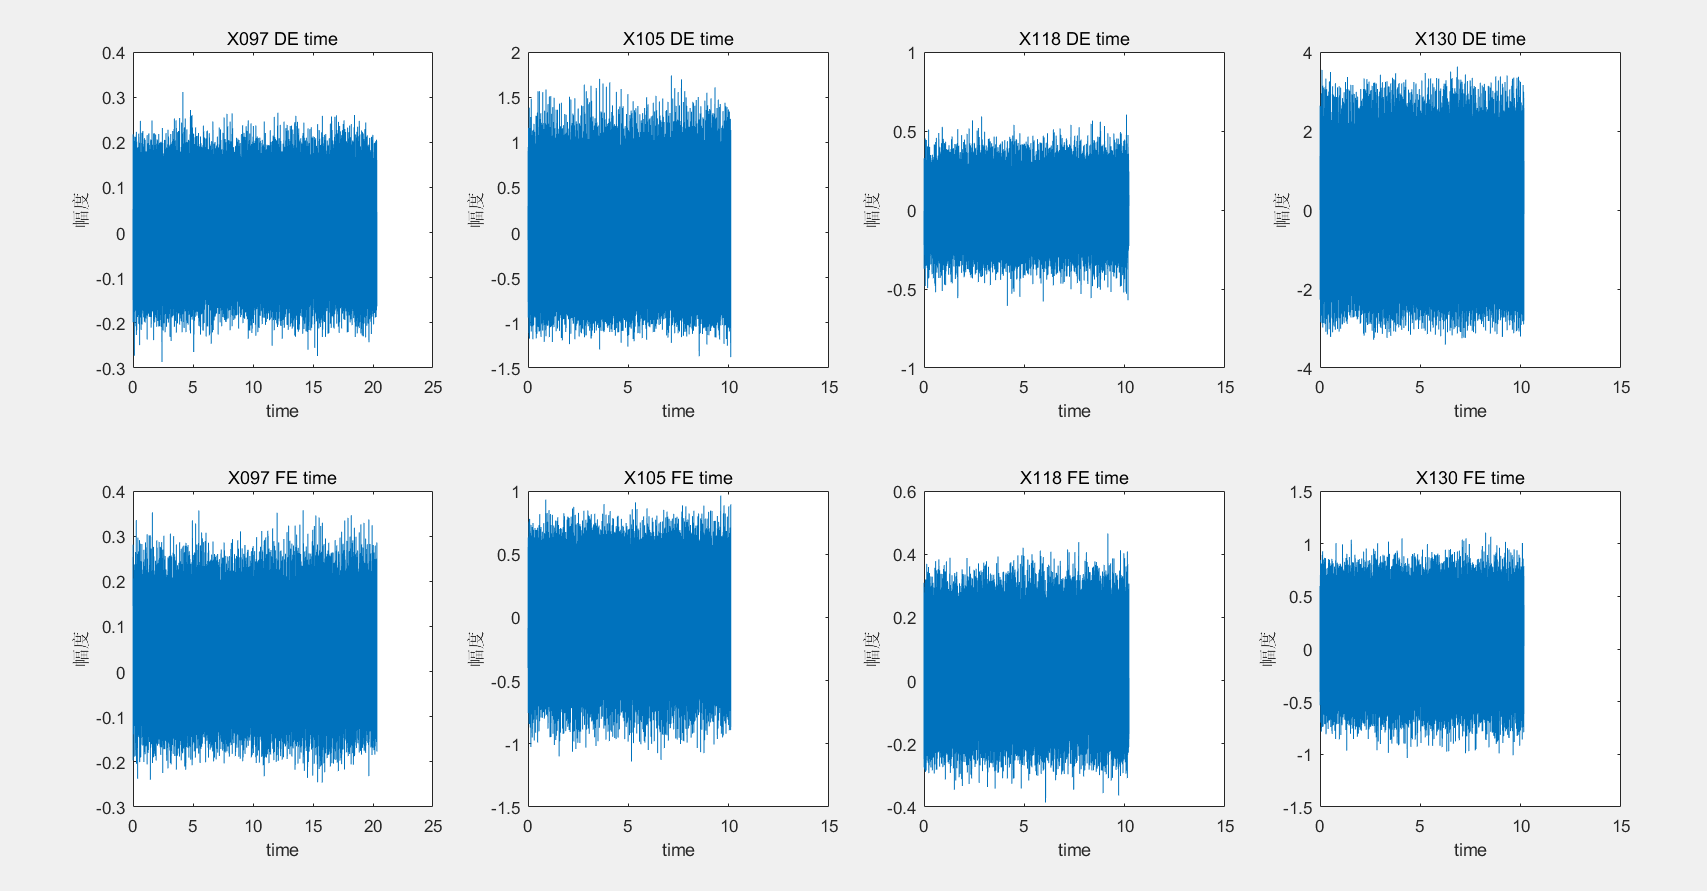 X097 DE time
0.4
0.3
0.2
0.1
0
-0.1
-0.2
-0.3
幅度
0 5 10 15 20 25
time
X105 DE time
2
1.5
1
0.5
0
-0.5
-1
-1.5
幅度
0 5 10 15
time
X118 DE time
1
0.5
0
-0.5
-1
幅度
0 5 10 15
time
X130 DE time
4
2
0
-2
-4
幅度
0 5 10 15
time
X097 FE time
0.4
0.3
0.2
0.1
0
-0.1
-0.2
-0.3
幅度
0 5 10 15 20 25
time
X105 FE time
1
0.5
0
-0.5
-1
-1.5
幅度
0 5 10 15
time
X118 FE time
0.6
0.4
0.2
0
-0.2
-0.4
幅度
0 5 10 15
time
X130 FE time
1.5
1
0.5
0
-0.5
-1
-1.5
幅度
0 5 10 15
time